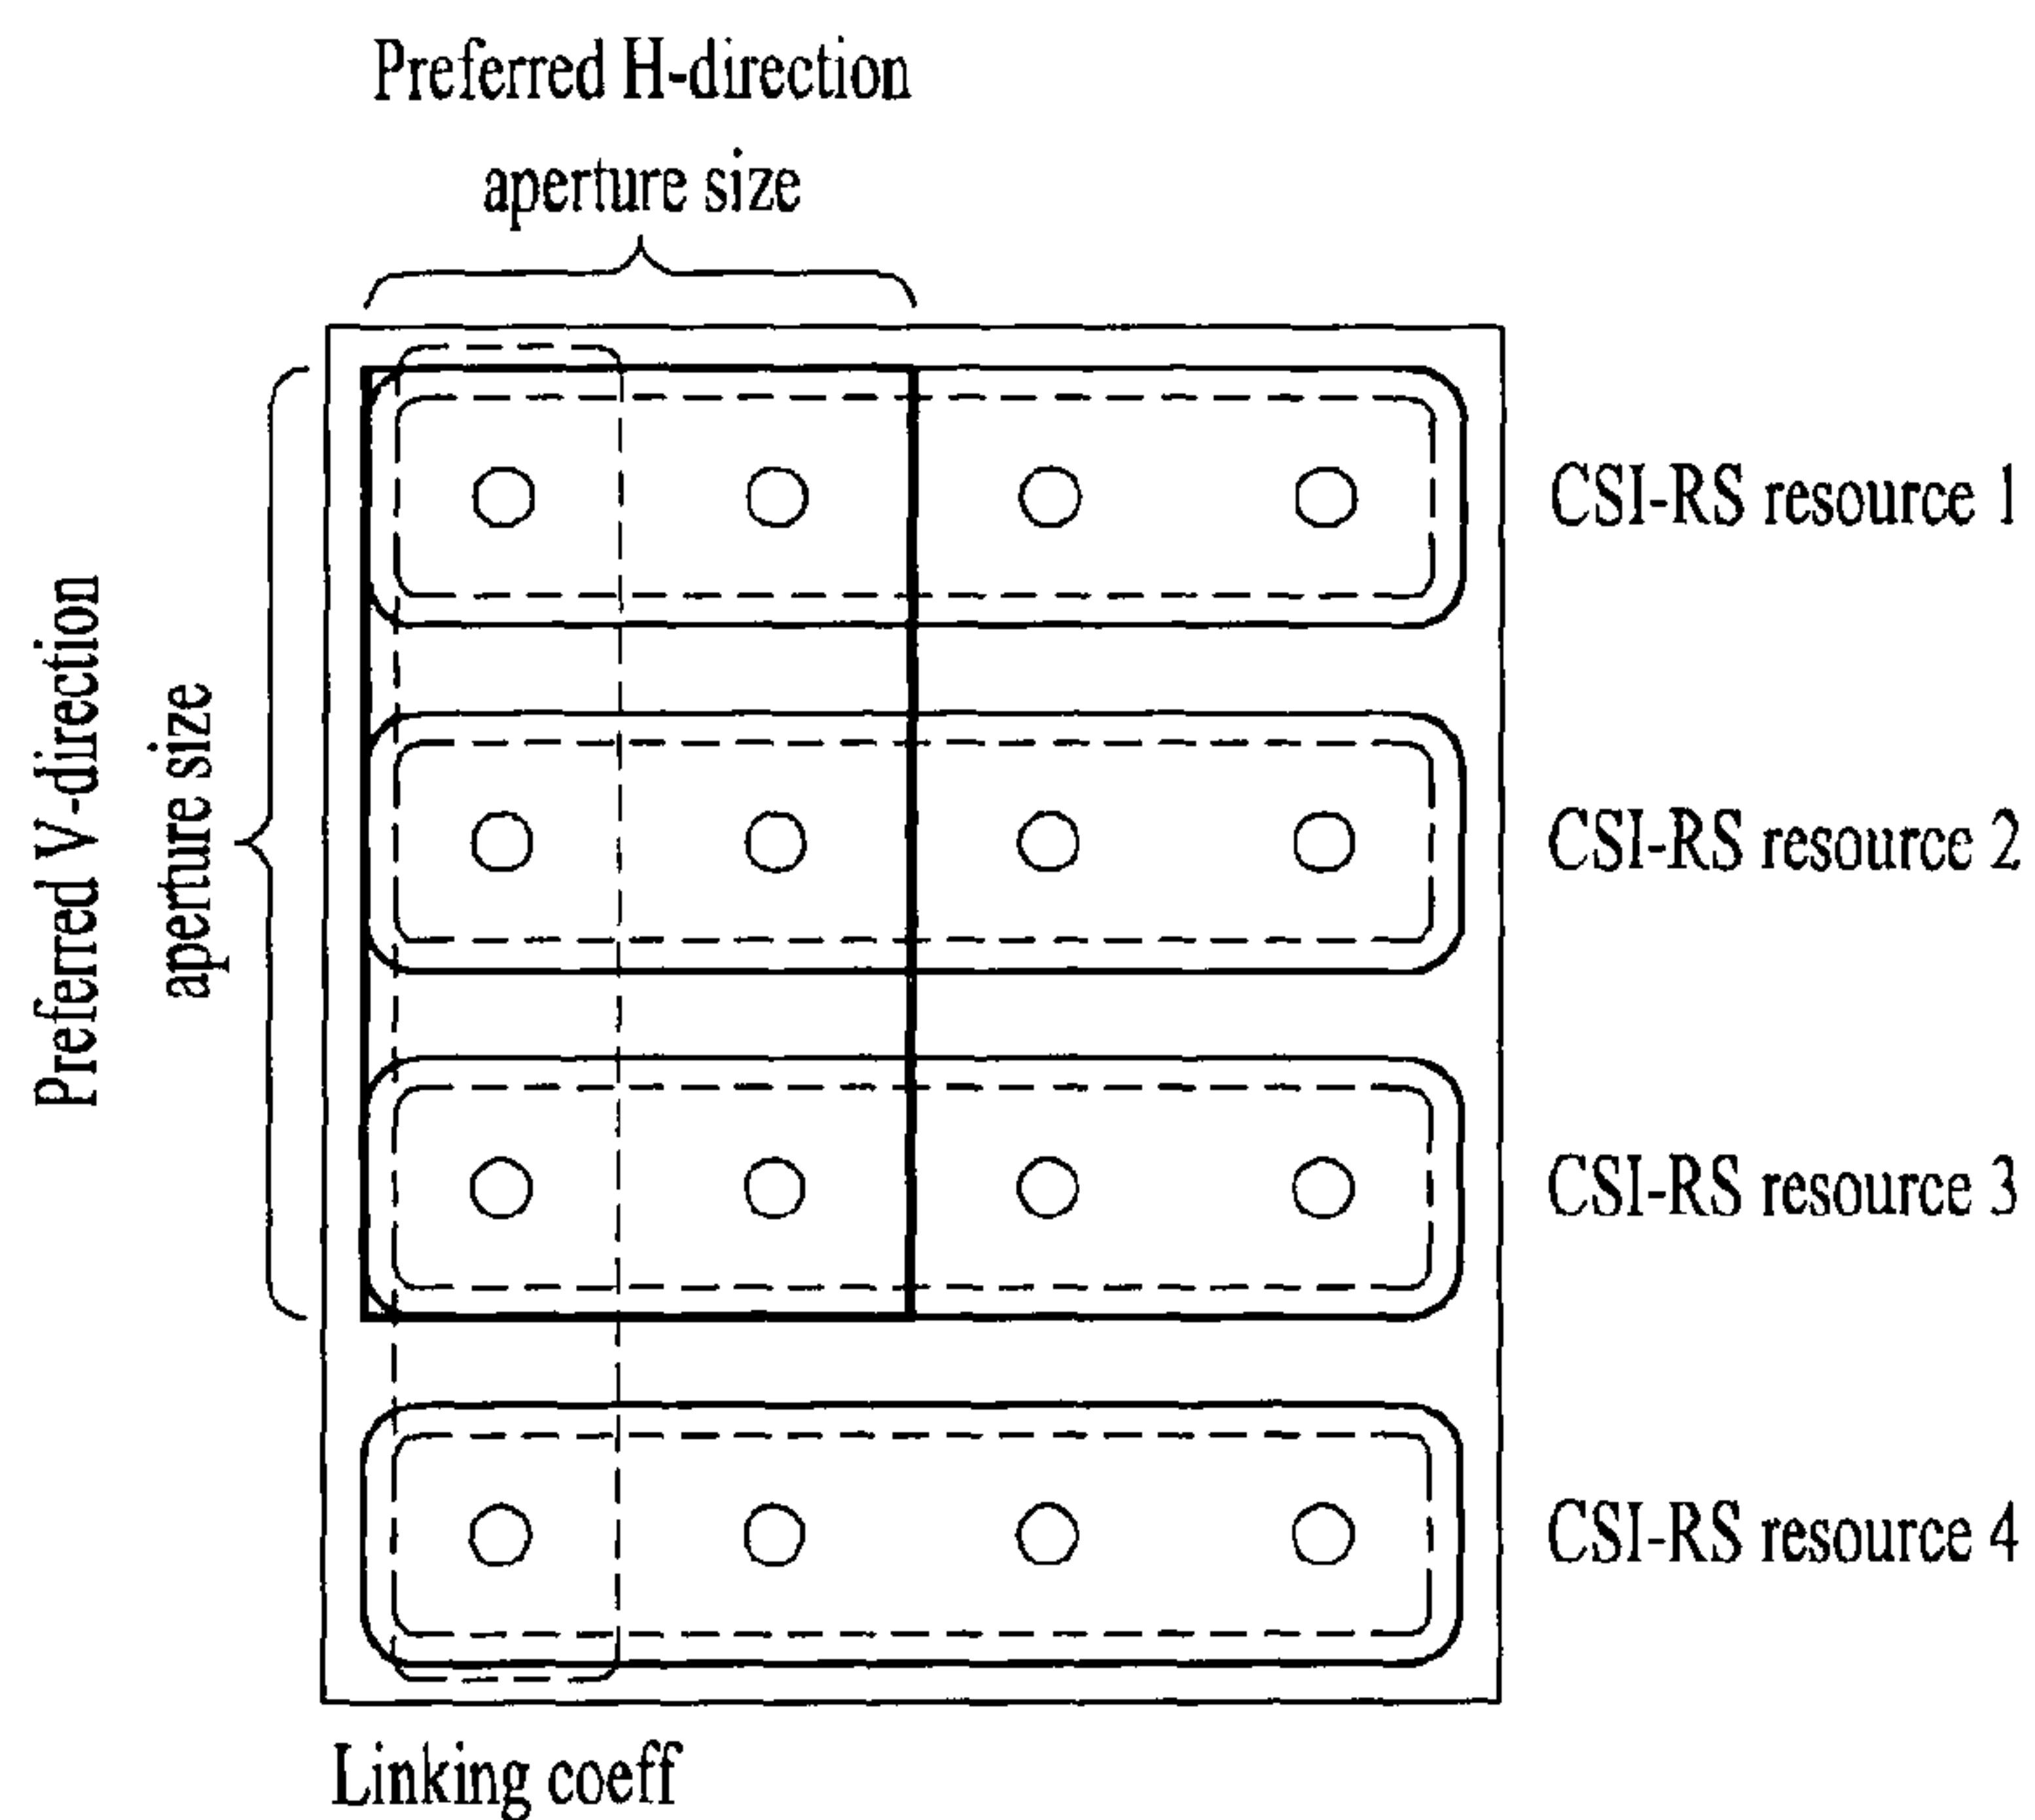 Preferred H-direction
aperture size
Preferred V-direction
aperture size
CSI-RS resource 1
CSI-RS resource 2
CSI-RS resource 3
CSI-RS resource 4
Linking coeff